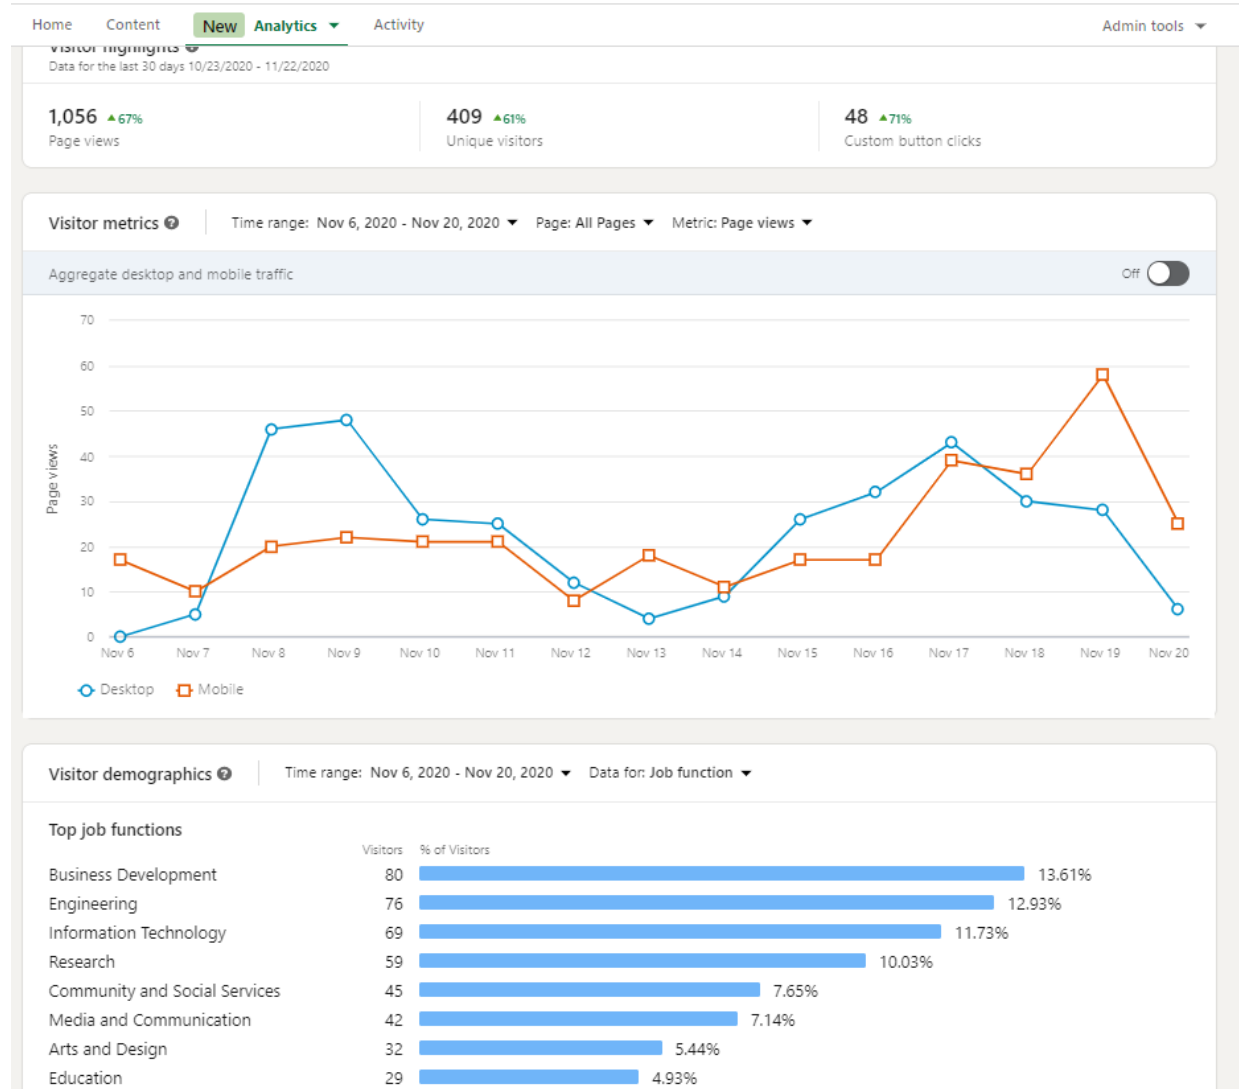 Home Content New Analytics Activity Admin tools
Visitor highlights
Data for the last 30 days 10/23/2020 - 11/22/2020
1,056 67% 409 61% 48 71%
Page views Unique visitors Custom button clicks
Visitor metrics Time range: Nov 6, 2020 - Nov 20, 2020 Page: All Pages Metric: Page views
Aggregate desktop and mobile traffic Off
70
60
50
40
30
20
10
0
Page views
Nov 6 Nov 7 Nov 8 Nov 9 Nov 10 Nov 11 Nov 12 Nov 13 Nov 14 Nov 15 Nov 16 Nov 17 Nov 18 Nov 19 Nov 20
Desktop Mobile
Visitor demographics Time range: Nov 6, 2020 - Nov 20, 2020 Data for: Job function
Top job functions
Visitors % of Visitors
Business Development 80 13.61%
Engineering 76 12.93%
Information Technology 69 11.73%
Research 59 10.03%
Community and Social Services 45 7.65%
Media and Communication 42 7.14%
Arts and Design 32 5.44%
Education 29 4.93%